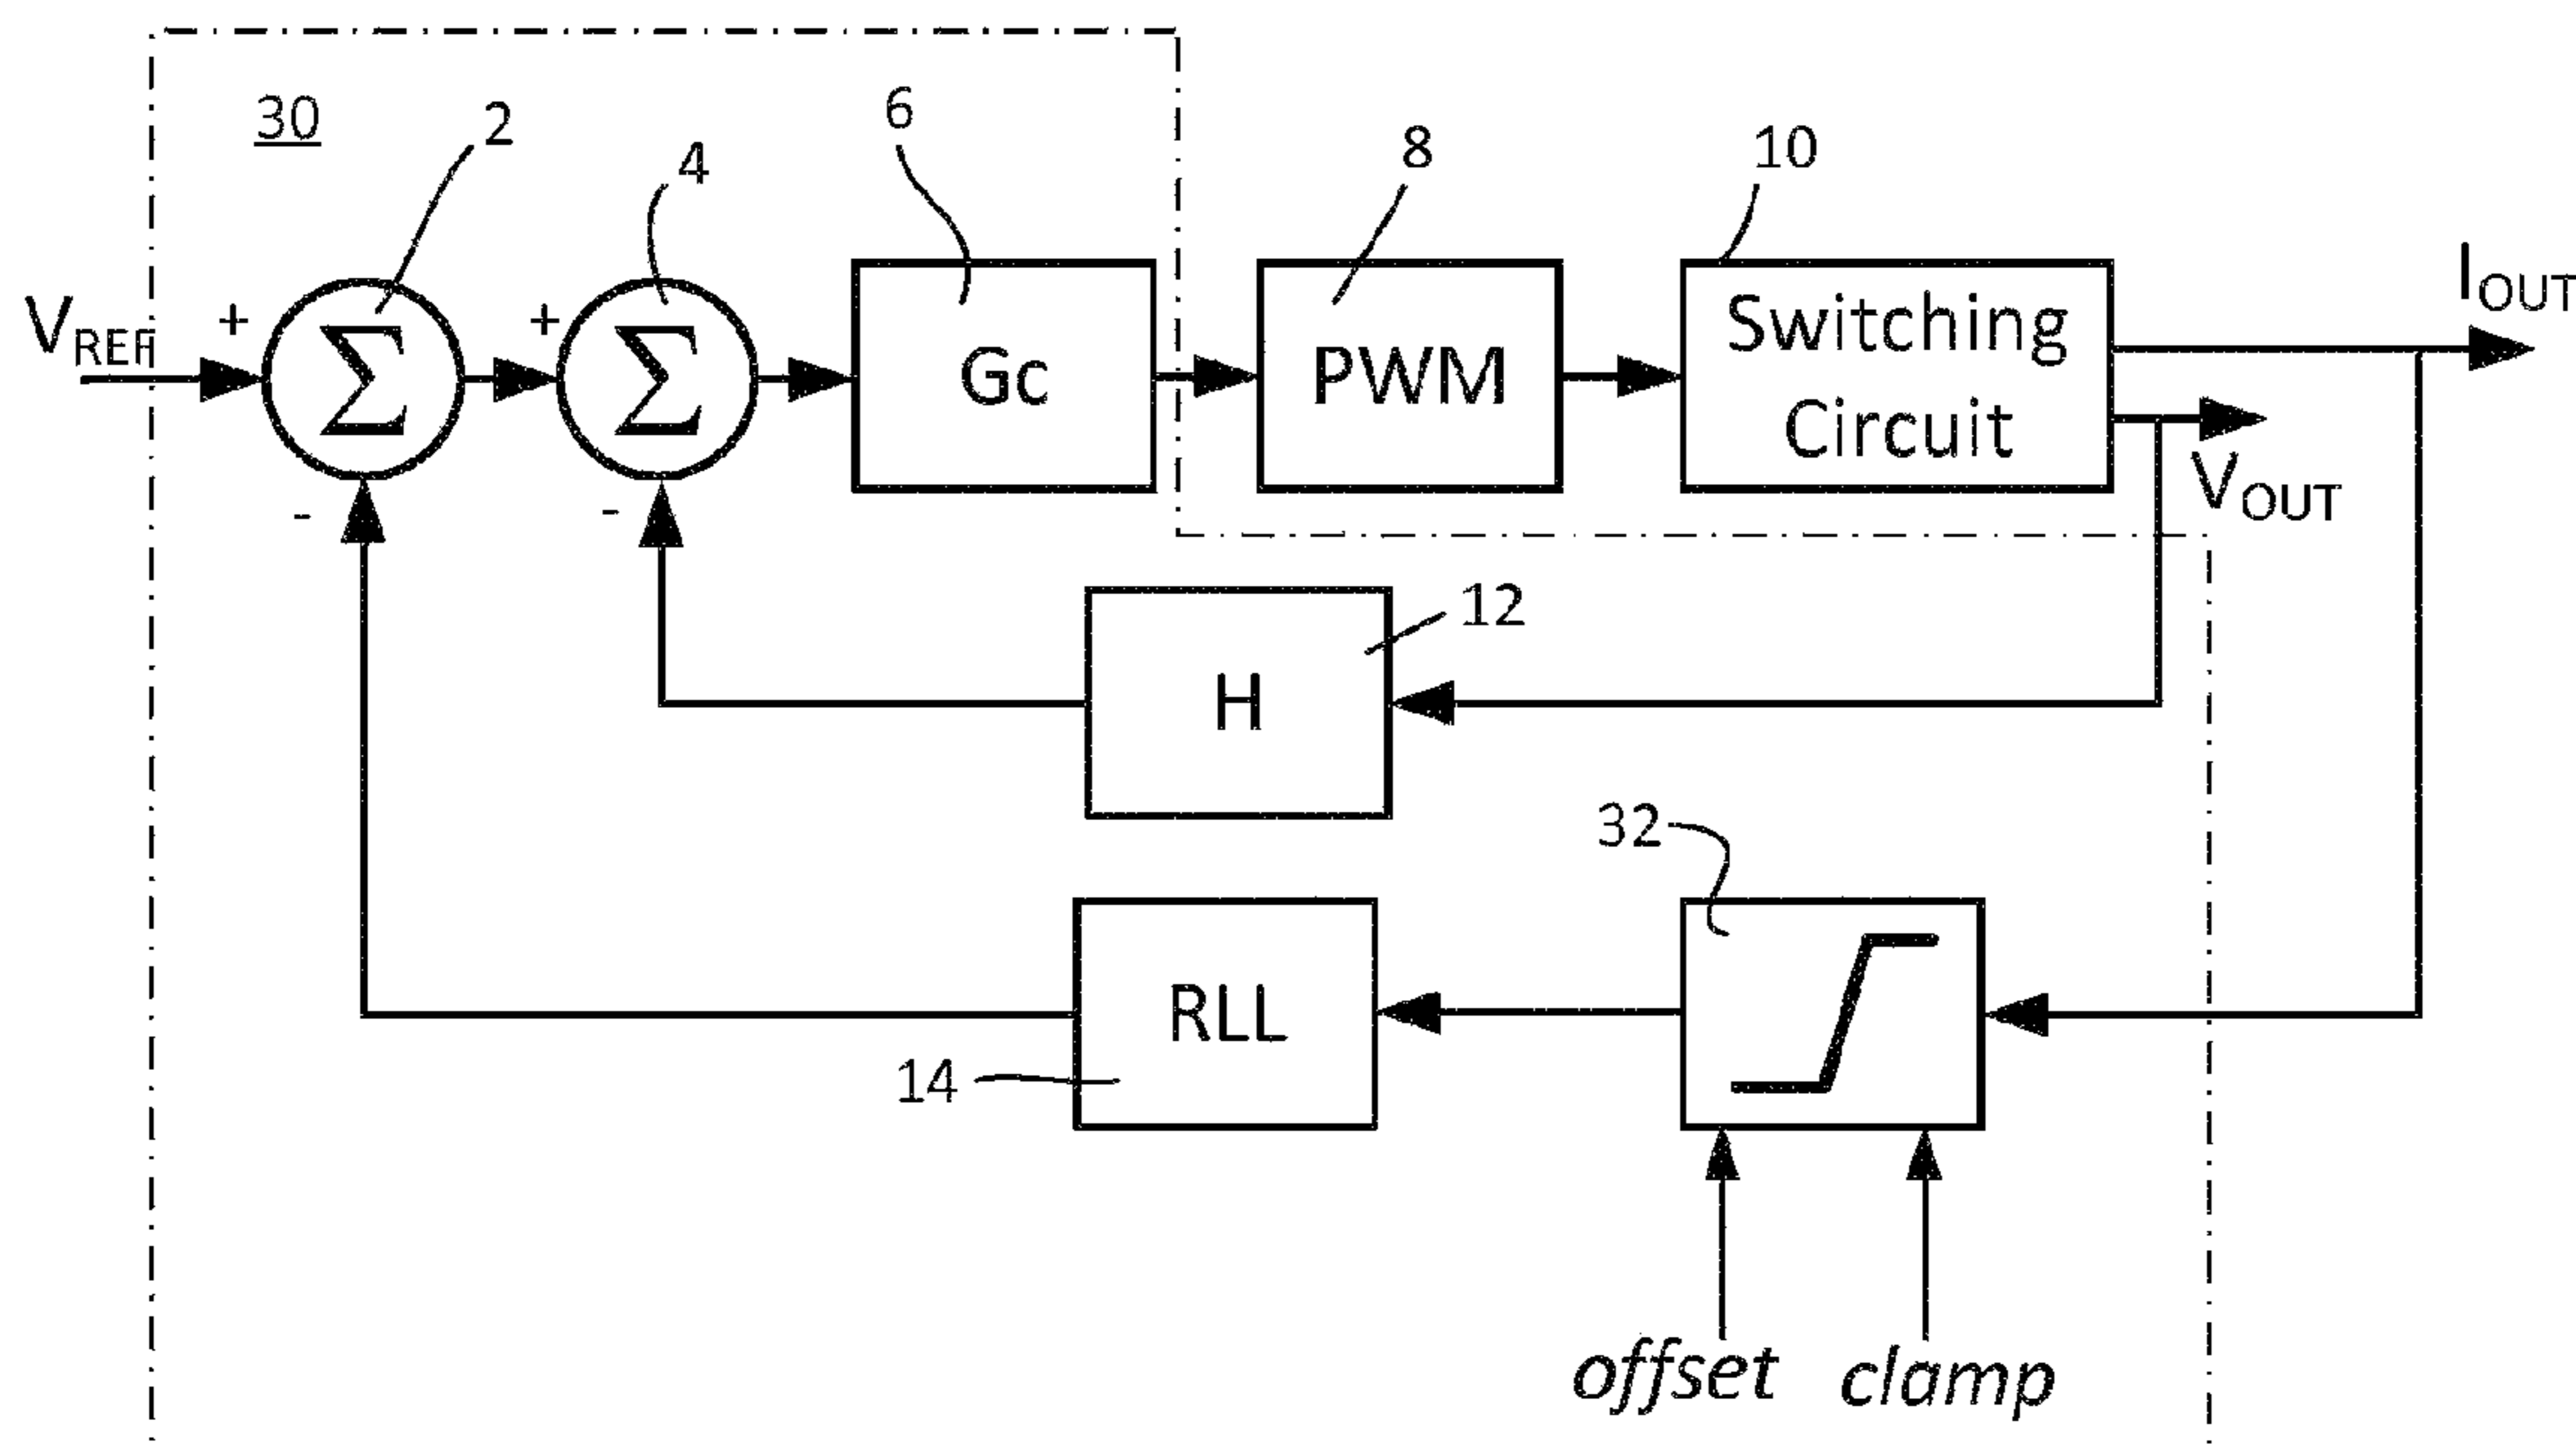 30
2
4
6
8
10
V_REF
+
Σ
+
Σ
Gc
PWM
Switching
Circuit
I_OUT
V_OUT
-
-
12
H
32
RLL
14
offset
clamp